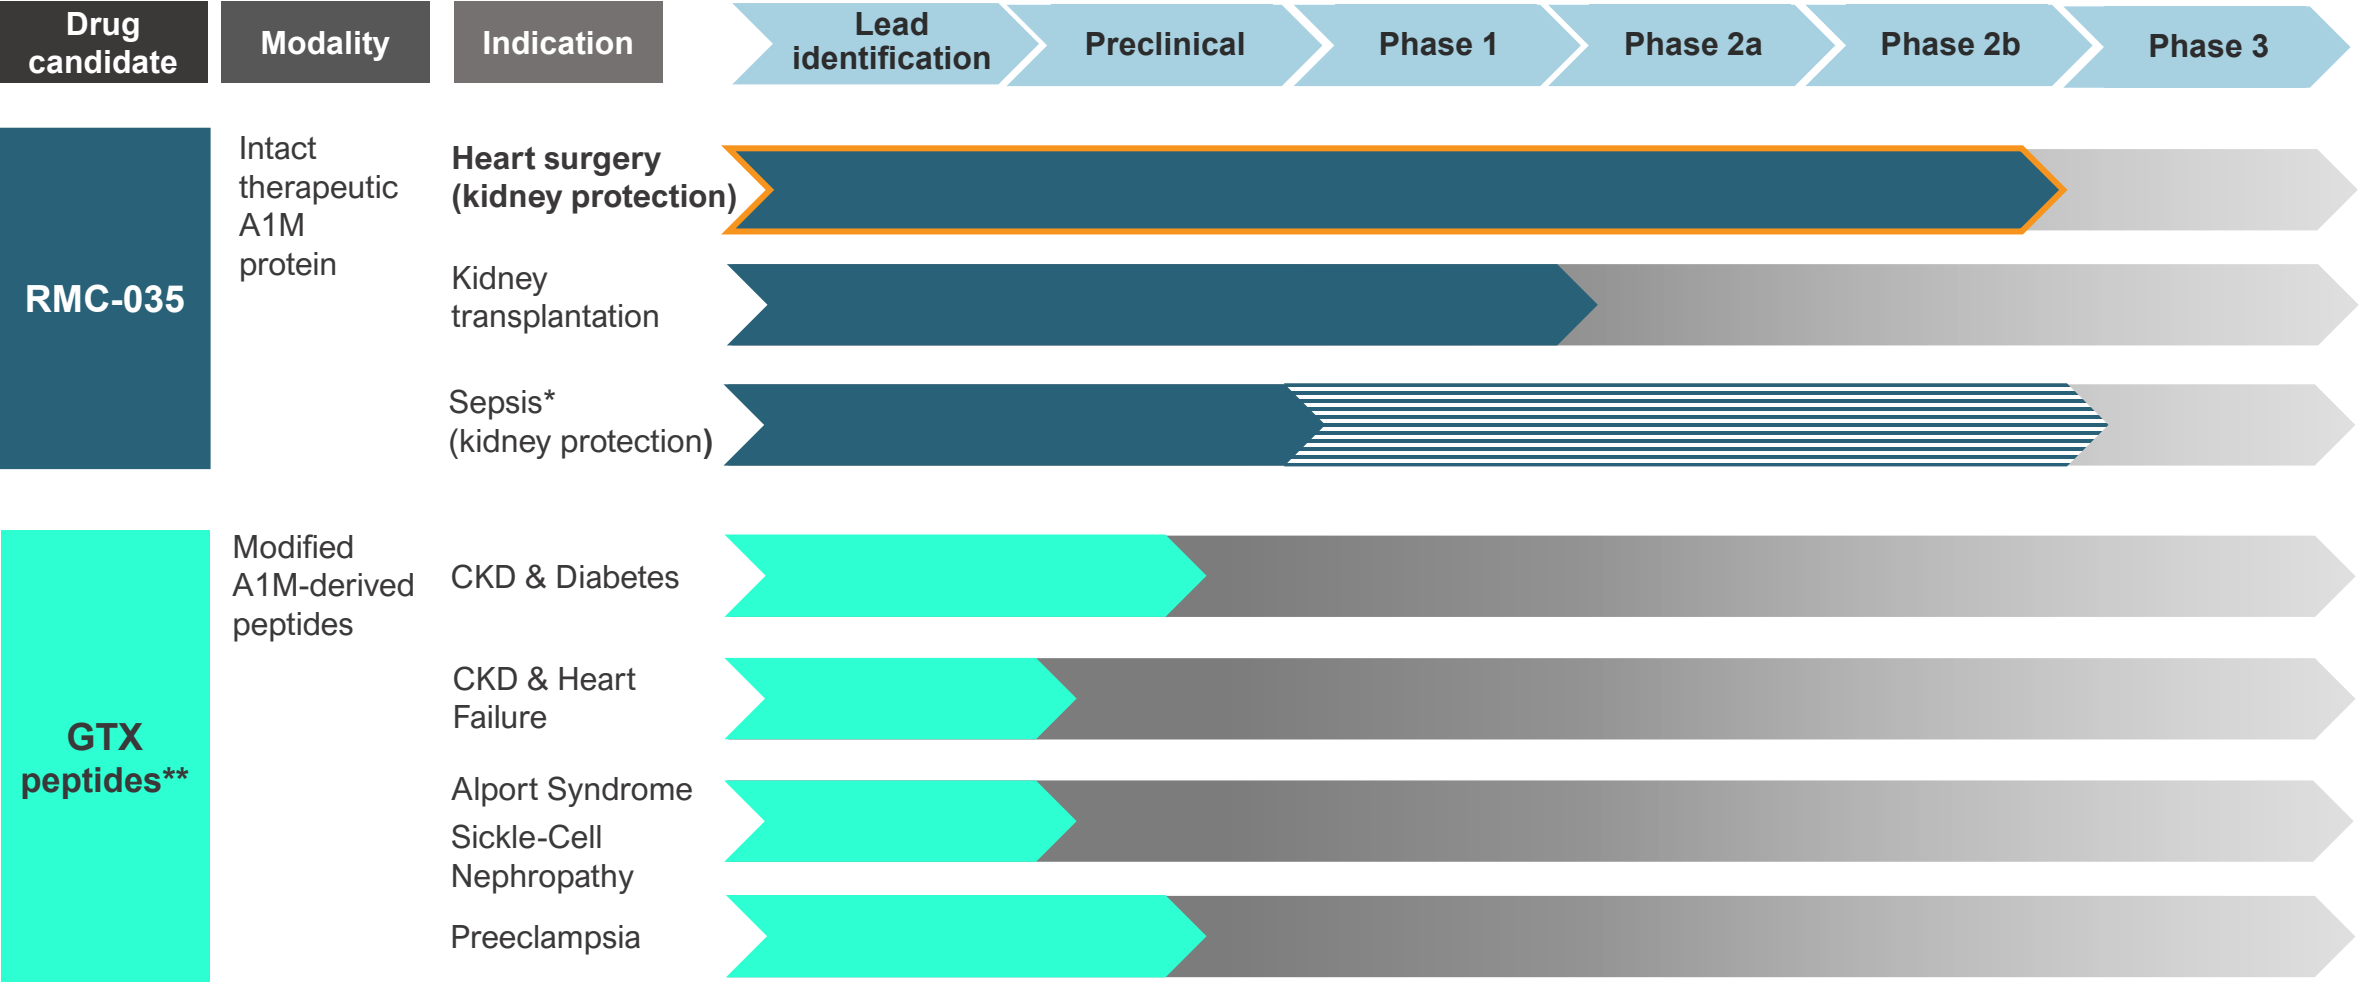 Drug
candidate
Modality
Indication
Lead
identification
Preclinical
Phase 1
Phase 2a
Phase 2b
Phase 3
RMC-035
Intact
therapeutic
A1M
protein
Heart surgery
(kidney protection)
Kidney
transplantation
Sepsis*
(kidney protection)
GTX
peptides**
Modified
A1M-derived
peptides
CKD & Diabetes
CKD & Heart
Failure
Alport Syndrome
Sickle-Cell
Nephropathy
Preeclampsia